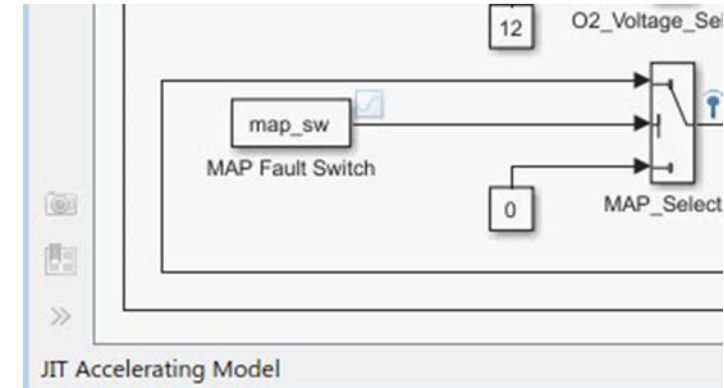 12
O2_Voltage_Sel
map_sw
MAP Fault Switch
0
MAP_Select
JIT Accelerating Model